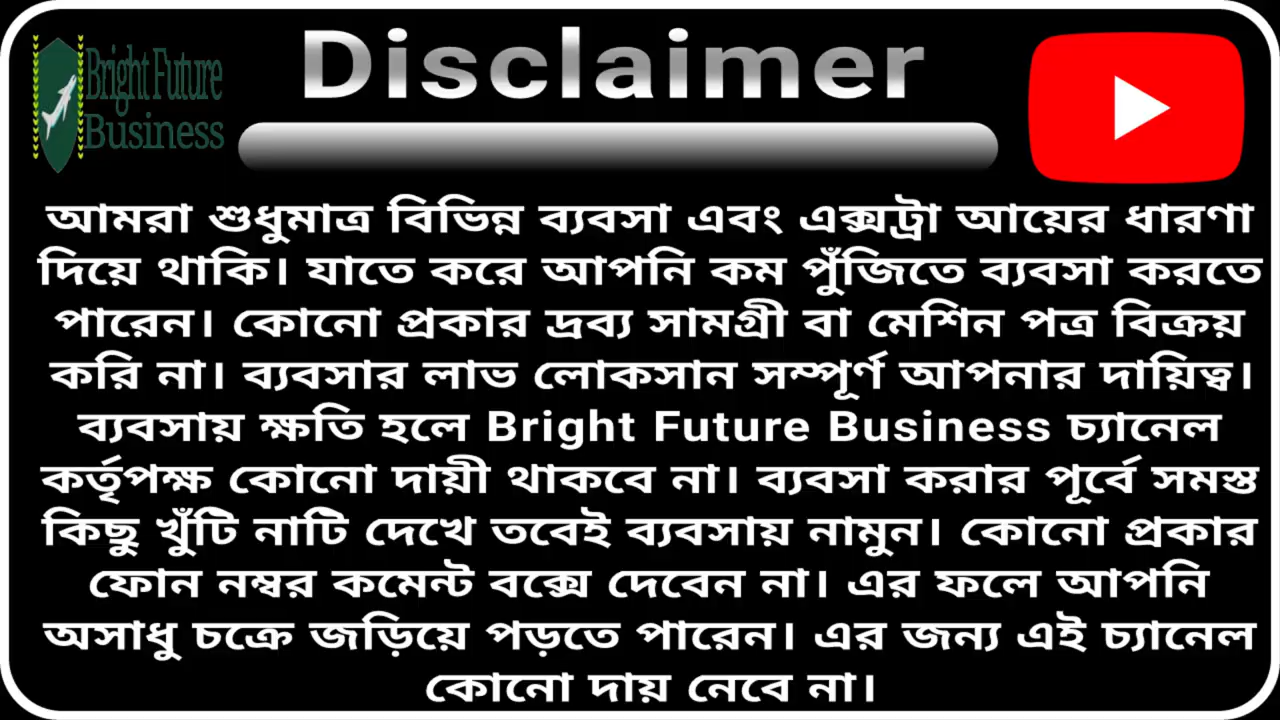 Disclaimer
Bright Future
Business
আমরা শুধুমাত্র বিভিন্ন ব্যবসা এবং এক্সট্রা আয়ের ধারণা
দিয়ে থাকি। যাতে করে আপনি কম পুঁজিতে ব্যবসা করতে
পারেন। কোনো প্রকার দ্রব্য সামগ্রী বা মেশিন পত্র বিক্রয়
করি না। ব্যবসার লাভ লোকসান সম্পূর্ণ আপনার দায়িত্ব।
ব্যবসায় ক্ষতি হলে Bright Future Business চ্যানেল
কর্তৃপক্ষ কোনো দায়ী থাকবে না। ব্যবসা করার পূর্বে সমস্ত
কিছু খুঁটি নাটি দেখে তবেই ব্যবসায় নামুন। কোনো প্রকার
ফোন নম্বর কমেন্ট বক্সে দেবেন না। এর ফলে আপনি
অসাধু চক্রে জড়িয়ে পড়তে পারেন। এর জন্য এই চ্যানেল
কোনো দায় নেবে না।